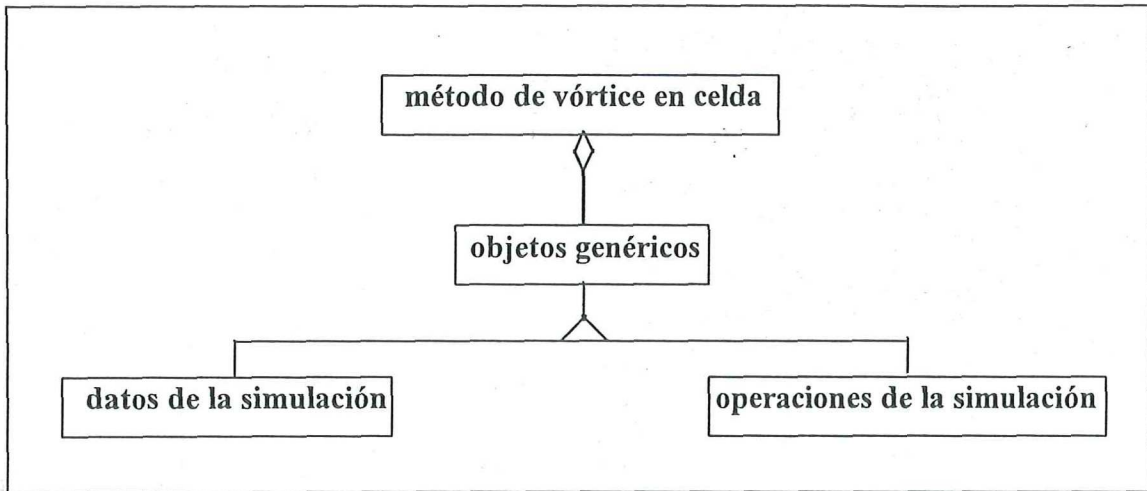 método de vórtice en celda
objetos genéricos
datos de la simulación
operaciones de la simulación